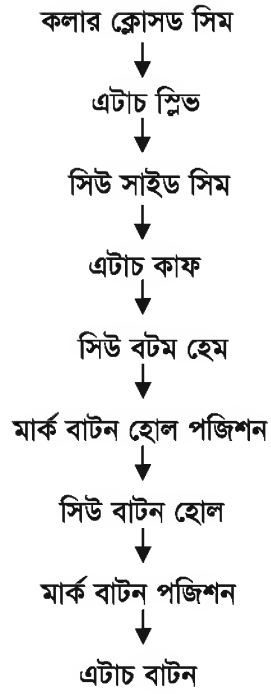 কলার ক্লোসড সিম
এটাচ স্লিভ
সিউ সাইড সিম
এটাচ কাফ
সিউ বটম হেম
মার্ক বাটন হোল পজিশন
সিউ বাটন হোল
মার্ক বাটন পজিশন
এটাচ বাটন